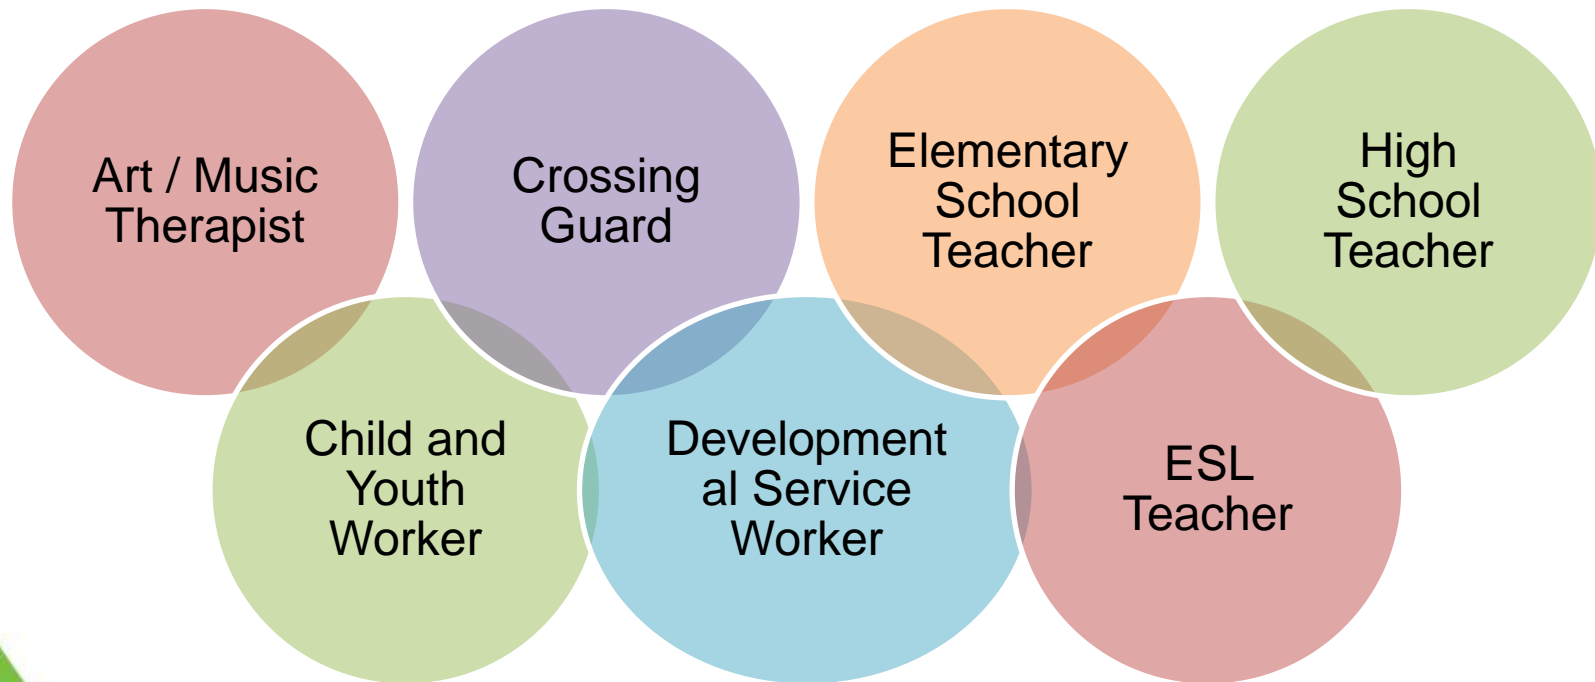 Art / Music
Therapist
Crossing
Guard
Elementary
School
Teacher
High
School
Teacher
Child and
Youth
Worker
Development
al Service
Worker
ESL
Teacher